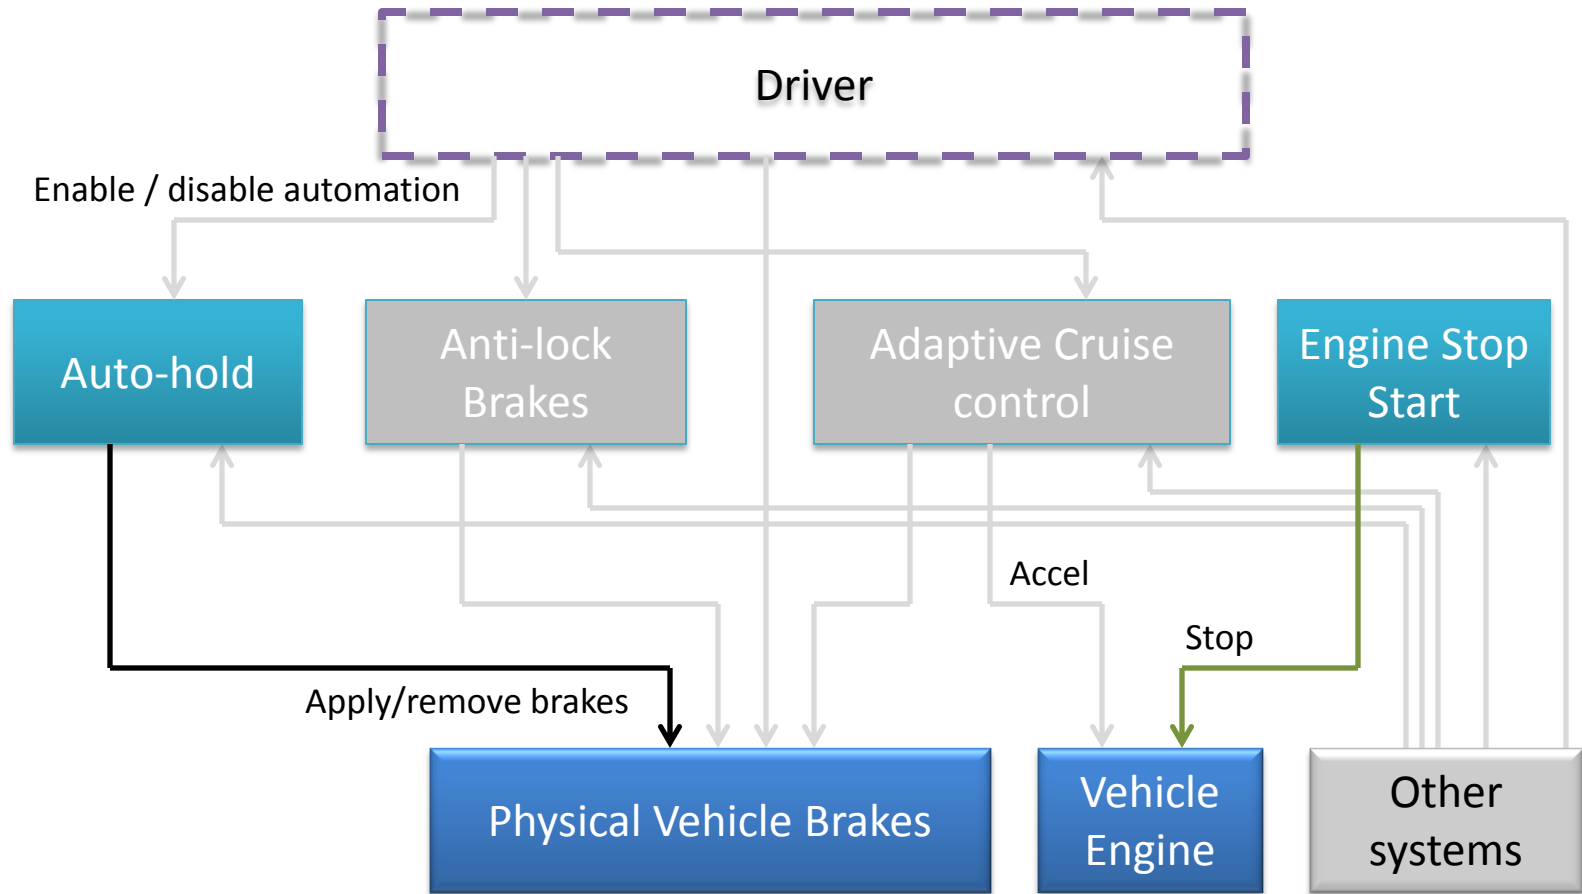 Driver
Enable / disable automation
Auto-hold
Anti-lock
Brakes
Adaptive Cruise
control
Engine Stop
Start
Accel
Stop
Apply/remove brakes
Physical Vehicle Brakes
Vehicle
Engine
Other
systems